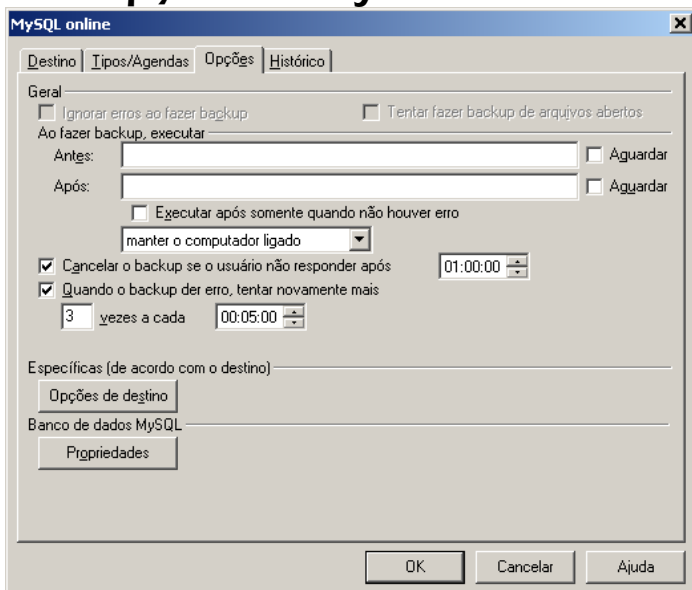 MySQL online
Destino Tipos/Agendas Opções Histórico
Geral
Ignorar erros ao fazer backup Tentar fazer backup de arquivos abertos
Ao fazer backup, executar
Antes: Aguardar
Após: Aguardar
Executar após somente quando não houver erro
manter o computador ligado
Cancelar o backup se o usuário não responder após 01:00:00
Quando o backup der erro, tentar novamente mais
3 vezes a cada 00:05:00
Específicas (de acordo com o destino)
Opções de destino
Banco de dados MySQL
Propriedades
OK Cancelar Ajuda